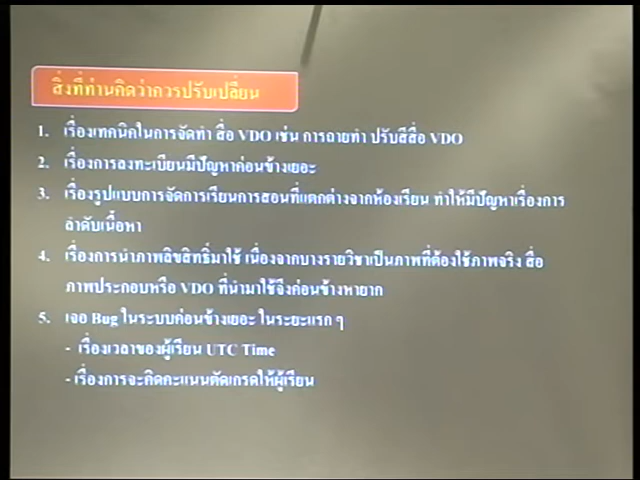 สิ่งที่ท่านคิดว่าควรปรับเปลี่ยน
1. เรื่องเทคนิคในการจัดทำ สื่อ VDO เช่น การถ่ายทำ ปรับสีสื่อ VDO
2. เรื่องการลงทะเบียนมีปัญหาค่อนข้างเยอะ
3. เรื่องรูปแบบการจัดการเรียนการสอนที่แตกต่างจากห้องเรียน ทำให้มีปัญหาเรื่องการ
ลำดับเนื้อหา
4. เรื่องการนำภาพลิขสิทธิ์มาใช้ เนื่องจากบางรายวิชาเป็นภาพที่ต้องใช้ภาพจริง สื่อ
ภาพประกอบหรือ VDO ที่นำมาใช้จึงค่อนข้างหายาก
5. เจอ Bug ในระบบค่อนข้างเยอะ ในระยะแรก ๆ
- เรื่องเวลาของผู้เรียน UTC Time
- เรื่องการจะคิดคะแนนตัดเกรดให้ผู้เรียน